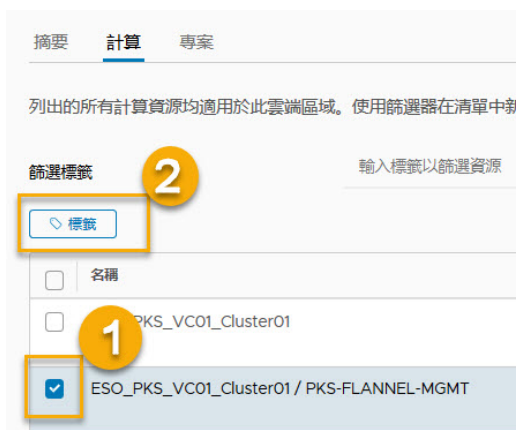 摘要 計算 專案
列出的所有計算資源均適用於此雲端區域。使用篩選器在清單中新
篩選標籤 2 輸入標籤以篩選資源
標籤
名稱
1 PKS_VC01_Cluster01
ESO_PKS_VC01_Cluster01 / PKS-FLANNEL-MGMT